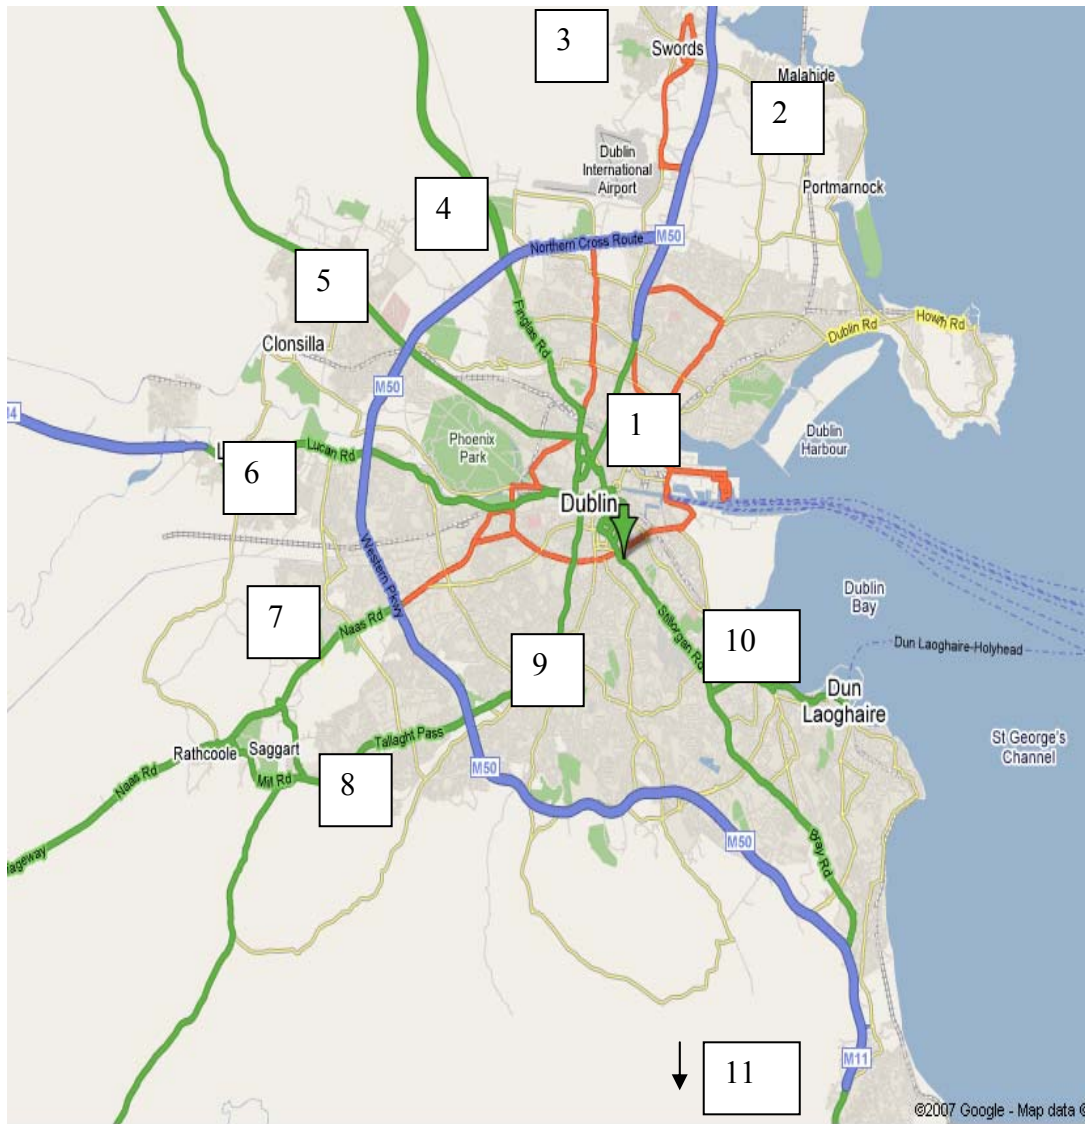 3
Swords
Malahide
2
Dublin
International
Airport
4
Portmarnock
M50
Northern Cross Route
5
Finglas Rd
Dublin Rd
Howth Rd
Clonsilla
M50
1
Dublin
Harbour
Phoenix
Park
Lucan Rd
L
6
Dublin
Western Pkwy
Dublin
Bay
7
Naas Rd
Stillorgan Rd
10
Dun Laoghaire-Holyhead
9
Dun
Laoghaire
St George's
Channel
Tallaght Pass
Rathcoole
Saggart
M50
Mill Rd
8
Naas Rd
M50
Bray Rd
11
M11
©2007 Google - Map data ©